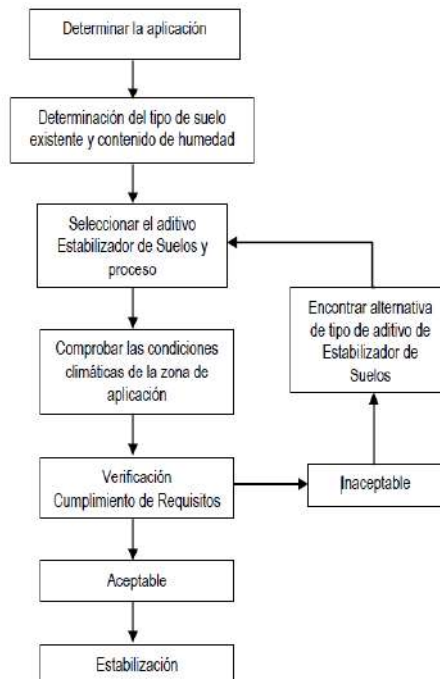 Determinar la aplicación
Determinación del tipo de suelo
existente y contenido de humedad
Seleccionar el aditivo
Estabilizador de Suelos y
proceso
Encontrar alternativa
de tipo de aditivo de
Estabilizador de
Suelos
Comprobar las condiciones
climáticas de la zona de
aplicación
Verificación
Cumplimiento de Requisitos
Inaceptable
Aceptable
Estabilización